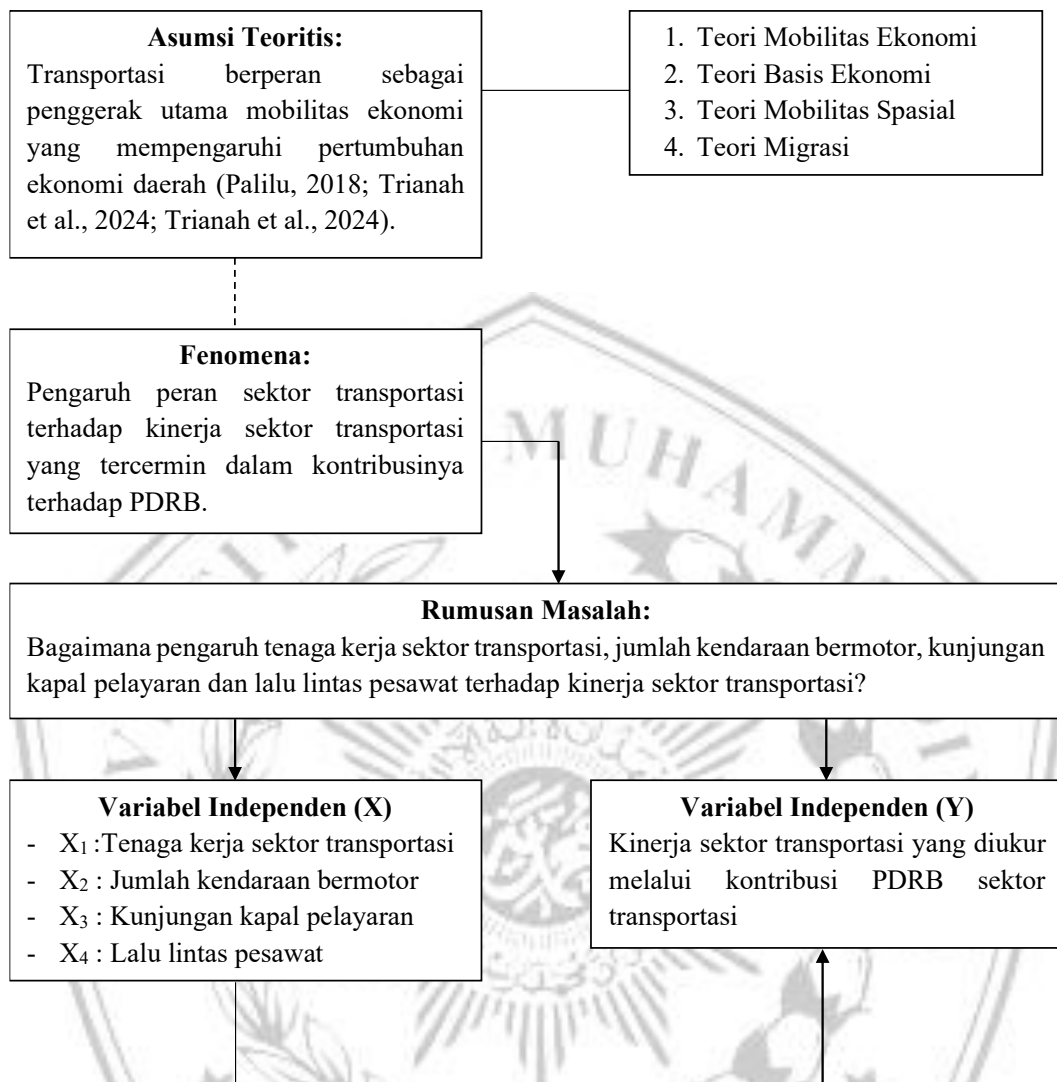 Asumsi Teoritis:
Transportasi berperan sebagai
penggerak utama mobilitas ekonomi
yang mempengaruhi pertumbuhan
ekonomi daerah (Palilu, 2018; Trianah
et al., 2024; Trianah et al., 2024).
1. Teori Mobilitas Ekonomi
2. Teori Basis Ekonomi
3. Teori Mobilitas Spasial
4. Teori Migrasi
Fenomena:
Pengaruh peran sektor transportasi
terhadap kinerja sektor transportasi
yang tercermin dalam kontribusinya
terhadap PDRB.
MUHAMM
Rumusan Masalah:
Bagaimana pengaruh tenaga kerja sektor transportasi, jumlah kendaraan bermotor, kunjungan
kapal pelayaran dan lalu lintas pesawat terhadap kinerja sektor transportasi?
Variabel Independen (X)
- X₁ :Tenaga kerja sektor transportasi
- X₂ : Jumlah kendaraan bermotor
- X₃ : Kunjungan kapal pelayaran
- X₄ : Lalu lintas pesawat
Variabel Independen (Y)
Kinerja sektor transportasi yang diukur
melalui kontribusi PDRB sektor
transportasi